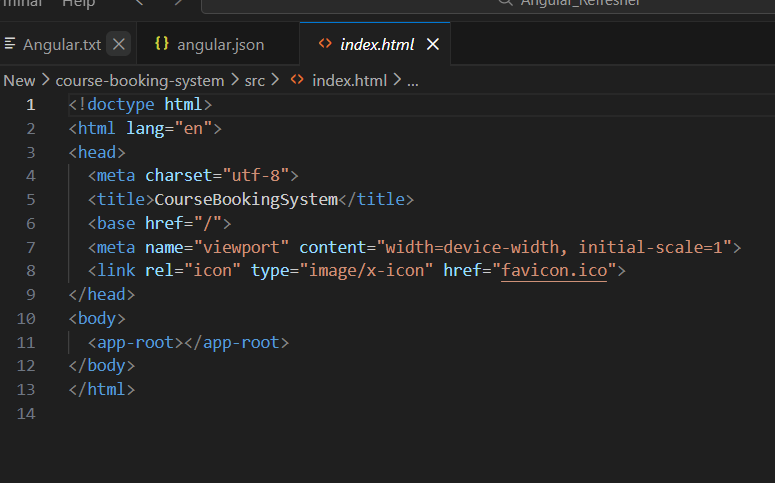 Help
Angular_Refresher
Angular.txt
angular.json
index.html
New > course-booking-system > src > <> index.html > ...
1 <!doctype html>
2 <html lang="en">
3 <head>
4 <meta charset="utf-8">
5 <title>CourseBookingSystem</title>
6 <base href="/">
7 <meta name="viewport" content="width=device-width, initial-scale=1">
8 <link rel="icon" type="image/x-icon" href="favicon.ico">
9 </head>
10 <body>
11 <app-root></app-root>
12 </body>
13 </html>
14